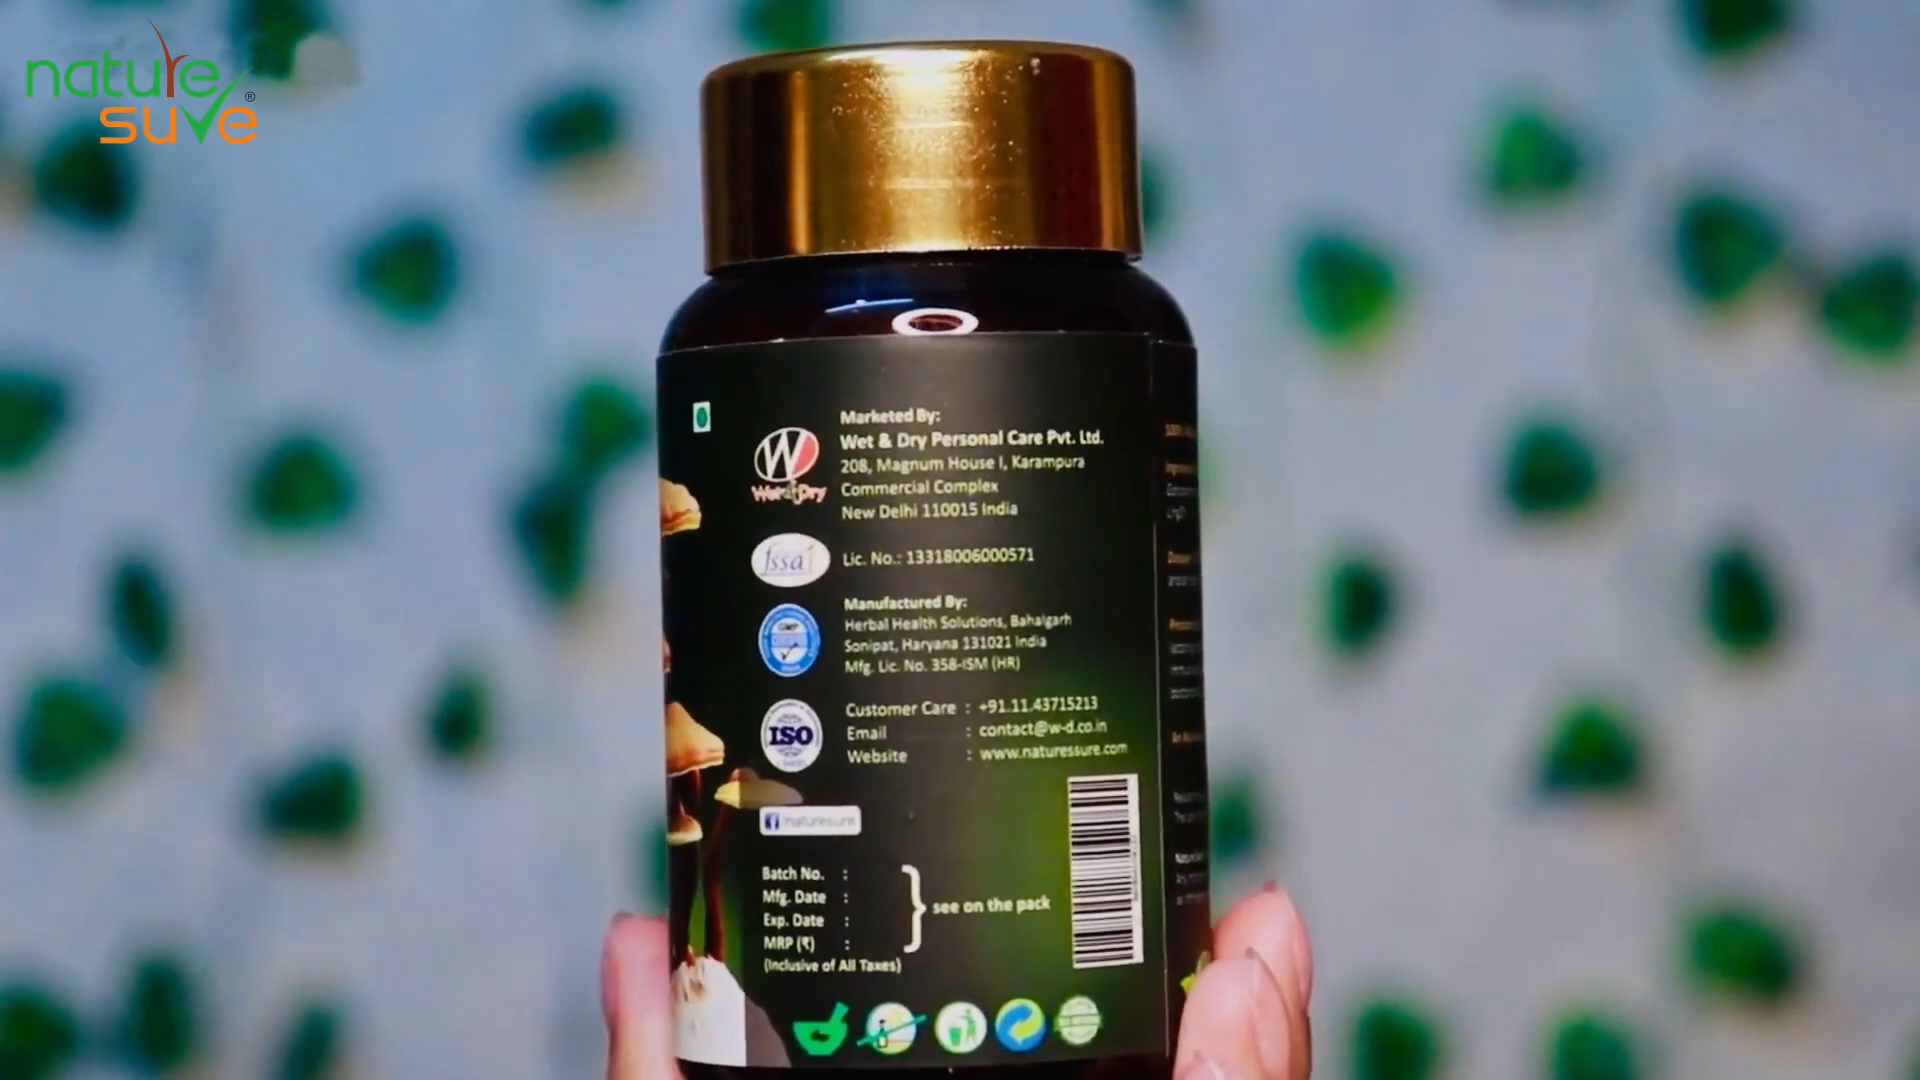 nature
sure®
Marketed By:
Wet & Dry Personal Care Pvt. Ltd.
208, Magnum House I, Karampura
Commercial Complex
New Delhi 110015 India
W
Wet & Dry
fssai
Lic. No.: 13318006000571
Manufactured By:
Herbal Health Solutions, Bahalgarh
Sonipat, Haryana 131021 India
Mfg. Lic. No. 358-ISM (HR)
GMP
ISO
Customer Care : +91.11.43715213
Email : contact@w-d.co.in
Website : www.naturessure.com
f naturesure
Batch No. :
Mfg. Date :
Exp. Date :
MRP (₹) :
(Inclusive of All Taxes)
} see on the pack